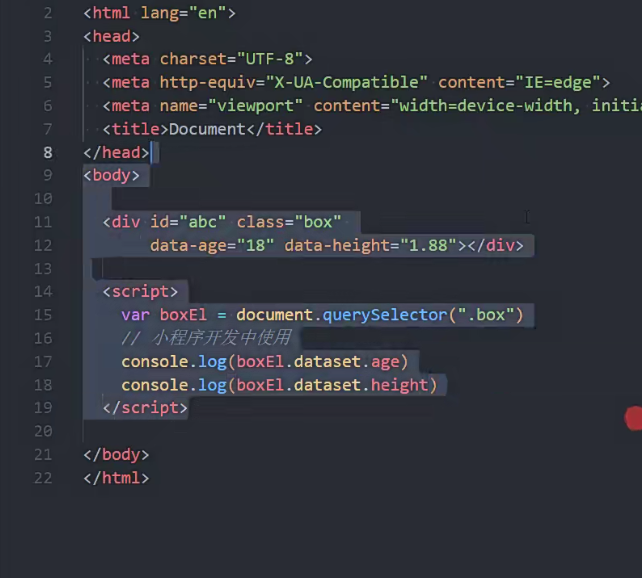 2 <html lang="en">
3 <head>
4 <meta charset="UTF-8">
5 <meta http-equiv="X-UA-Compatible" content="IE=edge">
6 <meta name="viewport" content="width=device-width, initia
7 <title>Document</title>
8 </head>
9 <body>
10
11 <div id="abc" class="box"
12 data-age="18" data-height="1.88"></div>
13
14 <script>
15 var boxEl = document.querySelector(".box")
16 // 小程序开发中使用
17 console.log(boxEl.dataset.age)
18 console.log(boxEl.dataset.height)
19 </script>
20
21 </body>
22 </html>